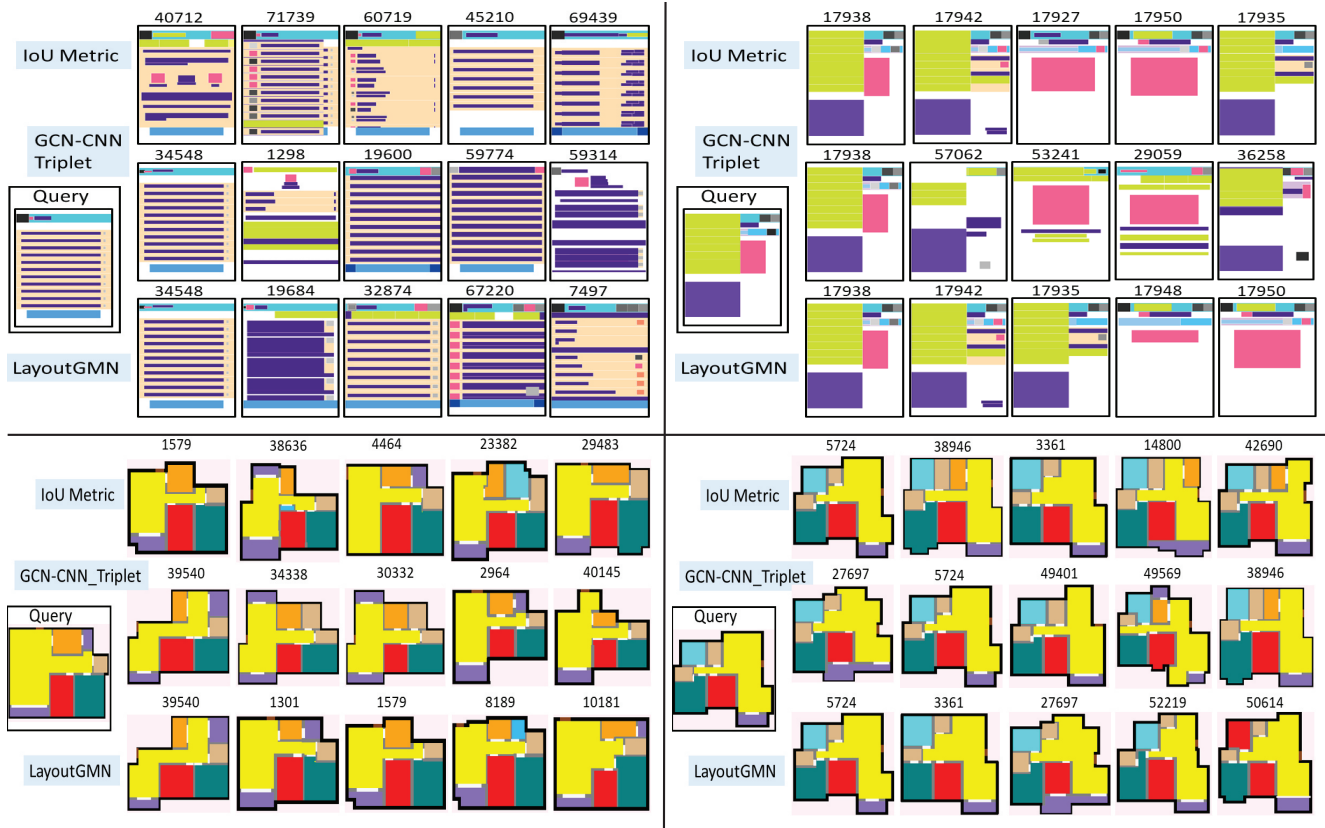 40712 71739 60719 45210 69439
IoU Metric
GCN-CNN
Triplet
34548 1298 19600 59774 59314
Query
34548 19684 32874 67220 7497
LayoutGMN
17938 17942 17927 17950 17935
IoU Metric
GCN-CNN
Triplet
17938 57062 53241 29059 36258
Query
17938 17942 17935 17948 17950
LayoutGMN
1579 38636 4464 23382 29483
IoU Metric
GCN-CNN_Triplet
39540 34338 30332 2964 40145
Query
39540 1301 1579 8189 10181
LayoutGMN
5724 38946 3361 14800 42690
IoU Metric
GCN-CNN_Triplet
27697 5724 49401 49569 38946
Query
5724 3361 27697 52219 50614
LayoutGMN